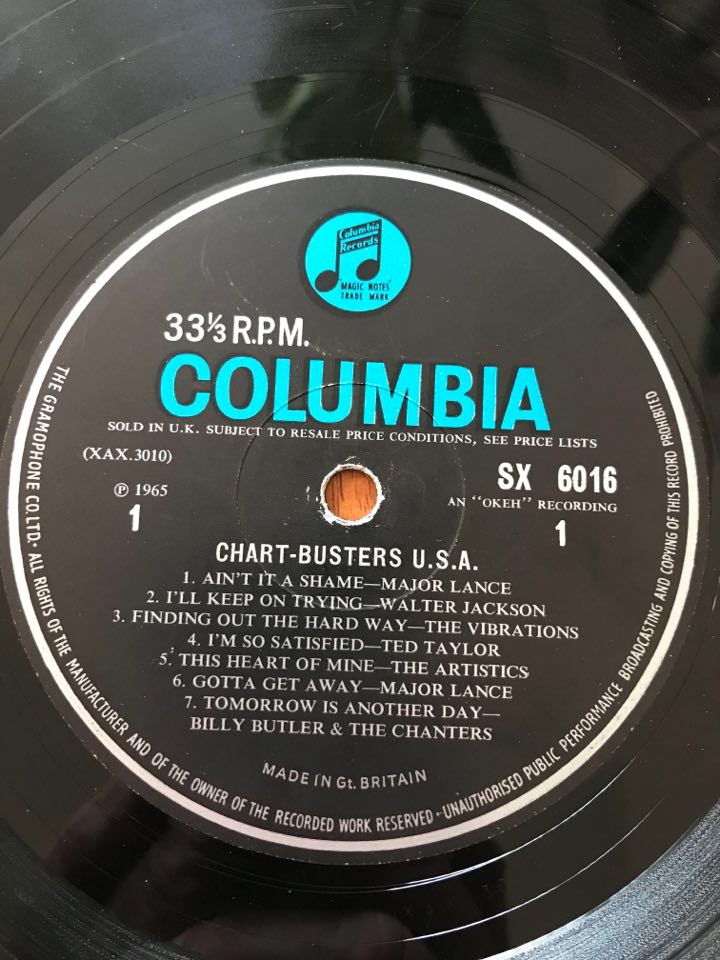 Columbia
Records
"MAGIC NOTES"
TRADE MARK
33⅓ R.P.M.
COLUMBIA
SOLD IN U.K. SUBJECT TO RESALE PRICE CONDITIONS, SEE PRICE LISTS
(XAX.3010)
SX 6016
℗ 1965
AN "OKEH" RECORDING
1
1
CHART-BUSTERS U.S.A.
1. AIN'T IT A SHAME—MAJOR LANCE
2. I'LL KEEP ON TRYING—WALTER JACKSON
3. FINDING OUT THE HARD WAY—THE VIBRATIONS
4. I'M SO SATISFIED—TED TAYLOR
5. THIS HEART OF MINE—THE ARTISTICS
6. GOTTA GET AWAY—MAJOR LANCE
7. TOMORROW IS ANOTHER DAY—
BILLY BUTLER & THE CHANTERS
MADE IN Gt. BRITAIN
THE GRAMOPHONE CO. LTD. · ALL RIGHTS OF THE MANUFACTURER AND OF THE OWNER OF THE RECORDED WORK RESERVED · UNAUTHORISED PUBLIC PERFORMANCE BROADCASTING AND COPYING OF THIS RECORD PROHIBITED